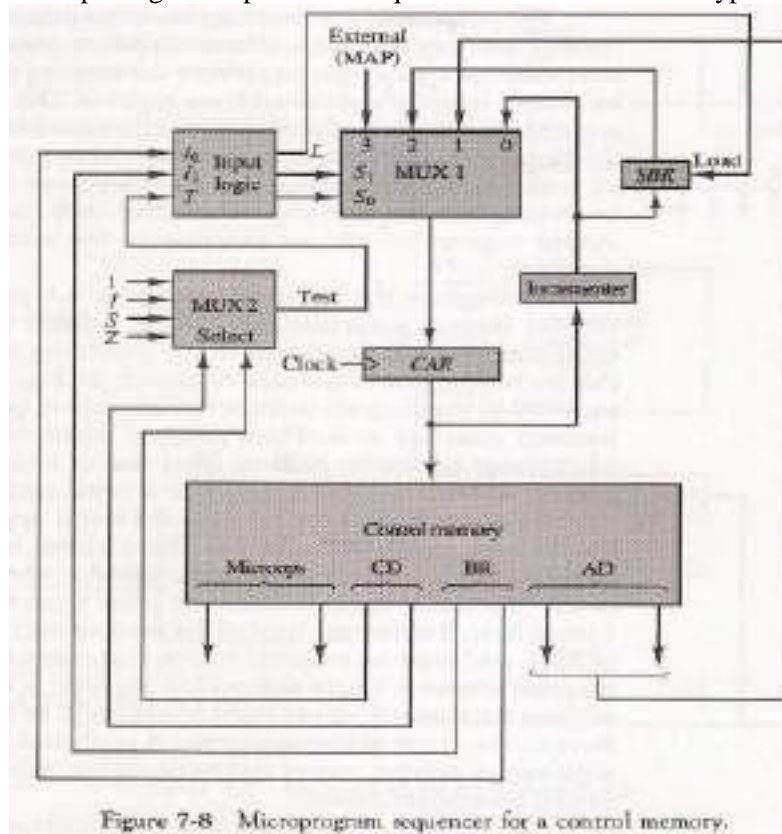 External
(MAP)
3 2 1 0
I0
I1
T
Input
logic
L
S1
S0
MUX 1
SBR
Load
1
I
S
Z
MUX 2
Select
Test
Incrementer
Clock
CAR
Control memory
Microops CD BR AD
Figure 7-8 Microprogram sequencer for a control memory.